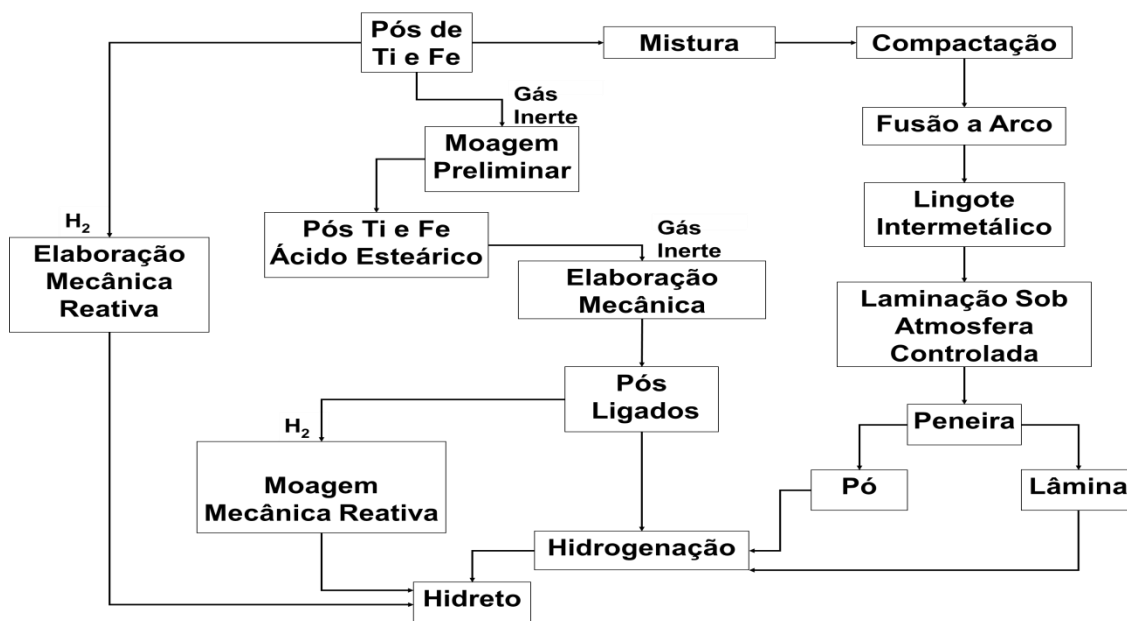 Pós de
Ti e Fe
Mistura
Compactação
Gás
Inerte
Fusão a Arco
Moagem
Preliminar
Lingote
Intermetálico
H₂
Pós Ti e Fe
Ácido Esteárico
Gás
Inerte
Elaboração
Mecânica
Reativa
Elaboração
Mecânica
Laminação Sob
Atmosfera
Controlada
Pós
Ligados
Peneira
H₂
Moagem
Mecânica Reativa
Pó
Lâmina
Hidrogenação
Hidreto